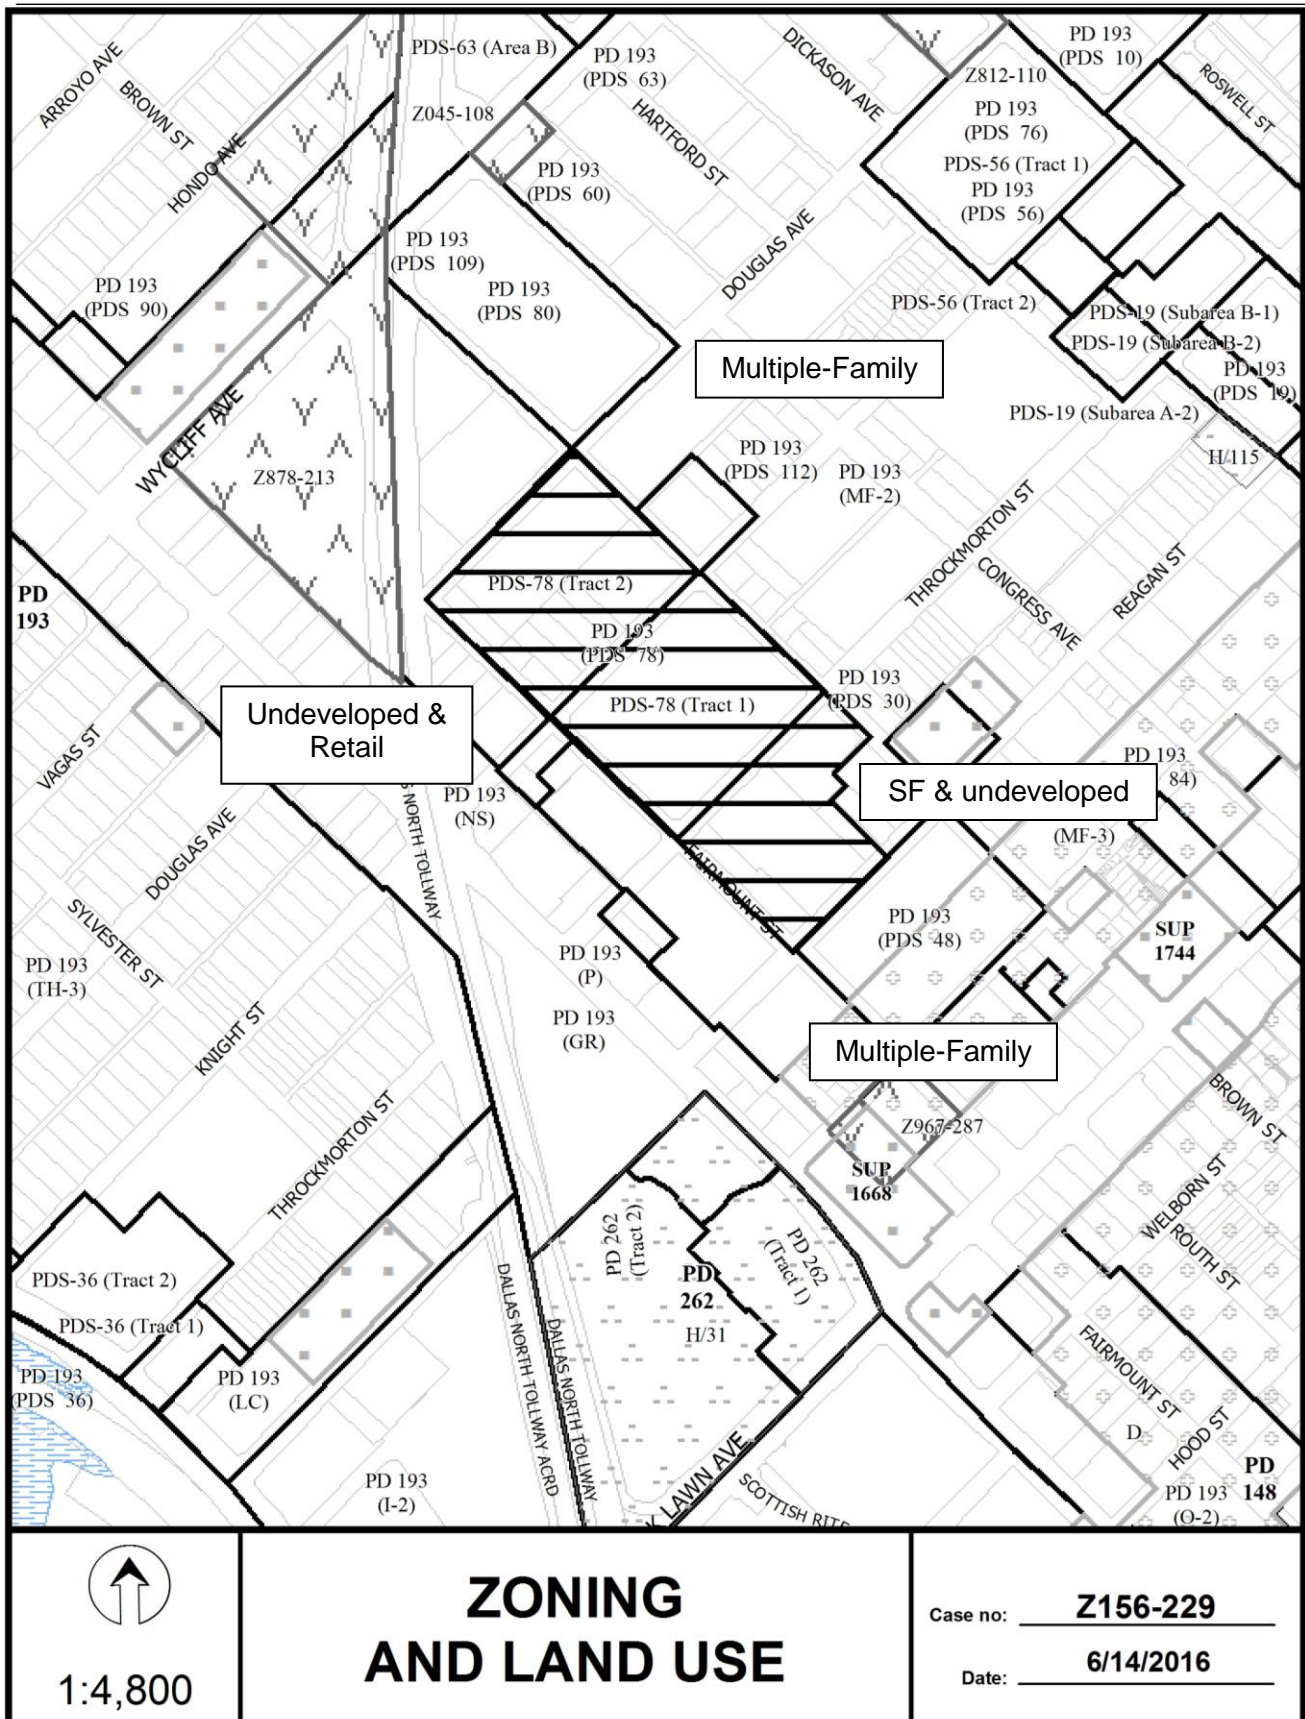 PDS-63 (Area B)
PD 193
(PDS 63)
DICKASON AVE
PD 193
(PDS 10)
ARROYO AVE
BROWN ST
Z045-108
HARTFORD ST
Z812-110
PD 193
(PDS 76)
ROSWELL ST
HONDO AVE
PD 193
(PDS 60)
PDS-56 (Tract 1)
PD 193
(PDS 56)
PD 193
(PDS 109)
DOUGLAS AVE
PD 193
(PDS 90)
PD 193
(PDS 80)
PDS-56 (Tract 2)
PDS-19 (Subarea B-1)
PDS-19 (Subarea B-2)
Multiple-Family
PD 193
(PDS 19)
WYCLIFF AVE
PDS-19 (Subarea A-2)
Z878-213
PD 193
(PDS 112)
PD 193
(MF-2)
H/115
THROCKMORTON ST
CONGRESS AVE
REAGAN ST
PDS-78 (Tract 2)
PD
193
PD 193
(PDS 78)
PD 193
(PDS 30)
PDS-78 (Tract 1)
Undeveloped &
Retail
VAGAS ST
PD 193
84)
SF & undeveloped
PD 193
(NS)
NORTH TOLLWAY
(MF-3)
DOUGLAS AVE
FAIRMOUNT ST
SYLVESTER ST
PD 193
(PDS 48)
SUP
1744
PD 193
(TH-3)
PD 193
(P)
KNIGHT ST
PD 193
(GR)
Multiple-Family
THROCKMORTON ST
BROWN ST
Z967-287
SUP
1668
WELBORN ST
ROUTH ST
PD 262
(Tract 2)
PD 262
(Tract 1)
PDS-36 (Tract 2)
PD
262
PDS-36 (Tract 1)
H/31
DALLAS NORTH TOLLWAY ACRD
DALLAS NORTH TOLLWAY
PD 193
(PDS 36)
PD 193
(LC)
FAIRMOUNT ST
D
HOOD ST
PD
148
PD 193
(I-2)
K LAWN AVE
SCOTTISH RITE
PD 193
(O-2)
1:4,800
ZONING
AND LAND USE
Case no: Z156-229
Date: 6/14/2016